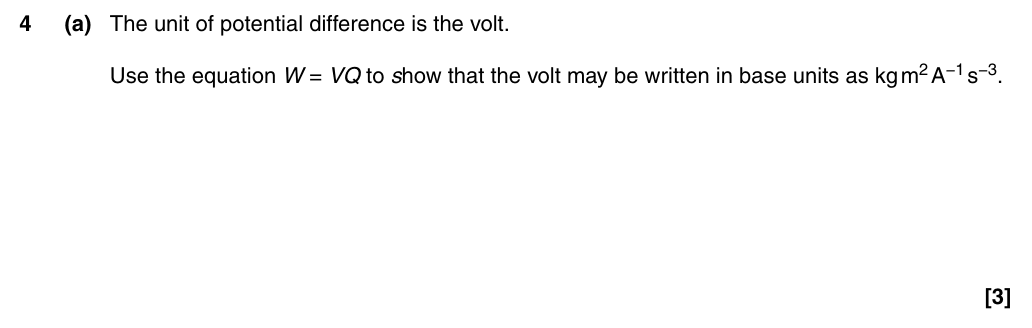 4 (a) The unit of potential difference is the volt.
Use the equation W = VQ to show that the volt may be written in base units as kg m² A⁻¹ s⁻³.
[3]